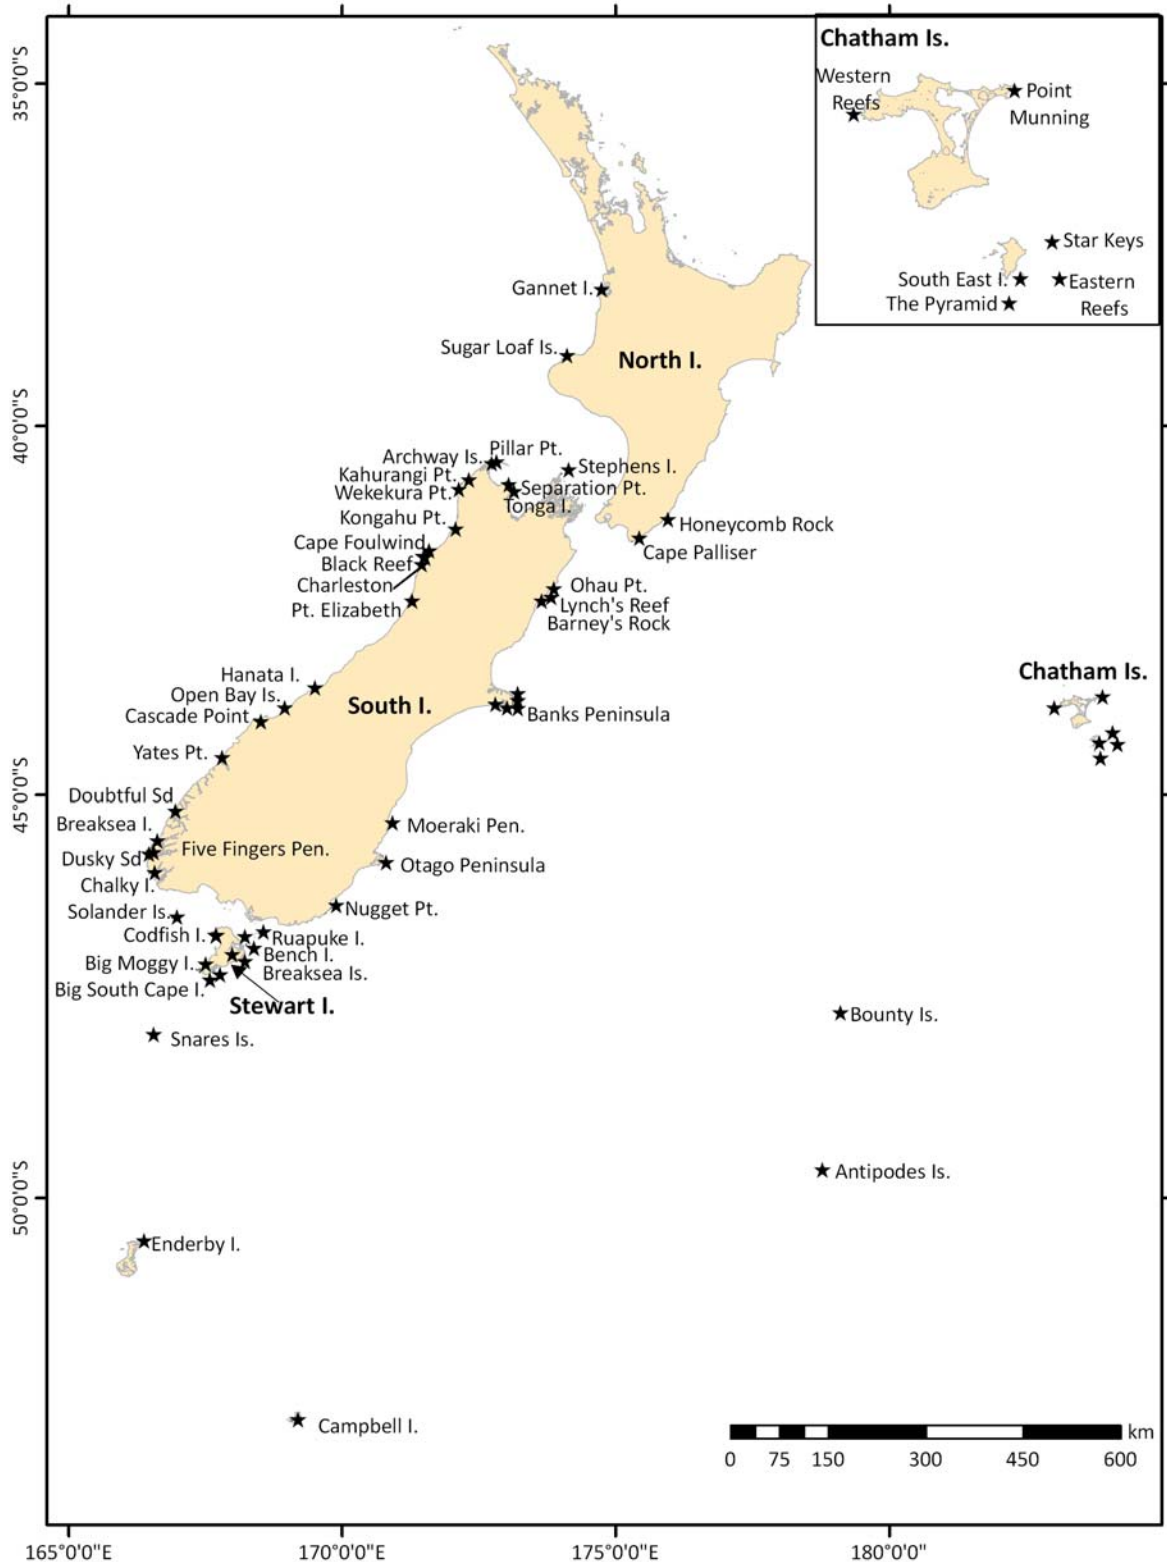 Chatham Is.
Western
Reefs
Point
Munning
Star Keys
South East I.
Eastern
Reefs
The Pyramid
35°0'0"S
40°0'0"S
45°0'0"S
50°0'0"S
Gannet I.
Sugar Loaf Is.
North I.
Pillar Pt.
Archway Is.
Stephens I.
Kahurangi Pt.
Separation Pt.
Wekekura Pt.
Tonga I.
Kongahu Pt.
Honeycomb Rock
Cape Foulwind
Cape Palliser
Black Reef
Charleston
Ohau Pt.
Pt. Elizabeth
Lynch's Reef
Barney's Rock
Hanata I.
Chatham Is.
Open Bay Is.
South I.
Cascade Point
Banks Peninsula
Yates Pt.
Doubtful Sd
Breaksea I.
Moeraki Pen.
Five Fingers Pen.
Dusky Sd
Otago Peninsula
Chalky I.
Solander Is.
Nugget Pt.
Codfish I.
Ruapuke I.
Bench I.
Big Moggy I.
Breaksea Is.
Big South Cape I.
Stewart I.
Snares Is.
Bounty Is.
Antipodes Is.
Enderby I.
Campbell I.
km
0 75 150 300 450 600
165°0'0"E 170°0'0"E 175°0'0"E 180°0'0"